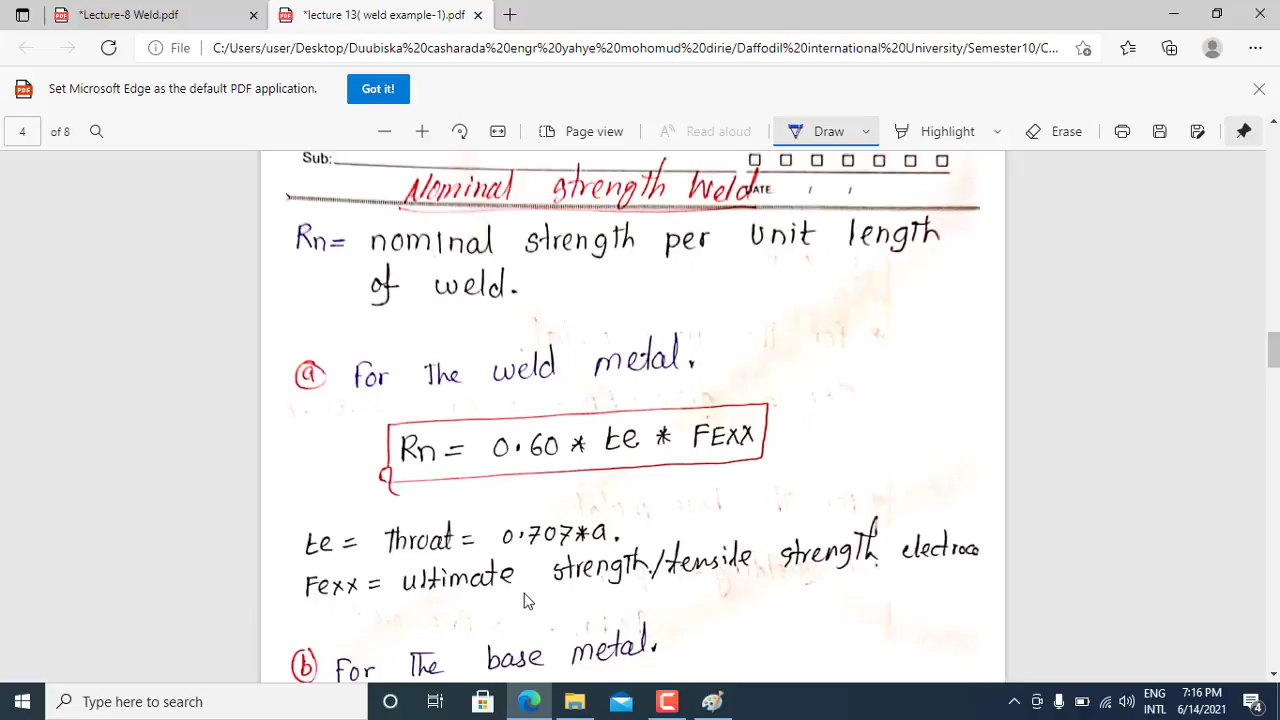 *Lecture-8 Weld.pdf
*lecture 13( weld example-1).pdf
File
C:/Users/user/Desktop/Duubiska%20casharada%20engr%20yahye%20mohomud%20dirie/Daffodil%20international%20University/Semester10/C...
Set Microsoft Edge as the default PDF application.
Got it!
4 of 8
Page view
Read aloud
Draw
Highlight
Erase
Sub:
Nominal strength Weld
DATE / /
Rn= nominal strength per unit length
of weld.
a For The weld metal.
Rn = 0.60 * te * FEXX
te = Throat = 0.707*a.
Fexx = ultimate strength/tenside strength electroo
b For The base metal.
Type here to search
ENG
INTL
7:16 PM
6/14/2021